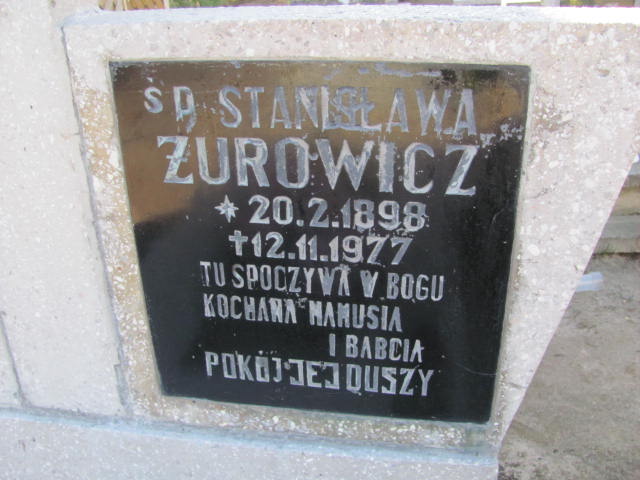 ŚP STANISŁAWA
ŻUROWICZ
* 20.2.1898
†12.11.1977
TU SPOCZYWA W BOGU
KOCHANA MAMUSIA
I BABCIA
POKÓJ JEJ DUSZY